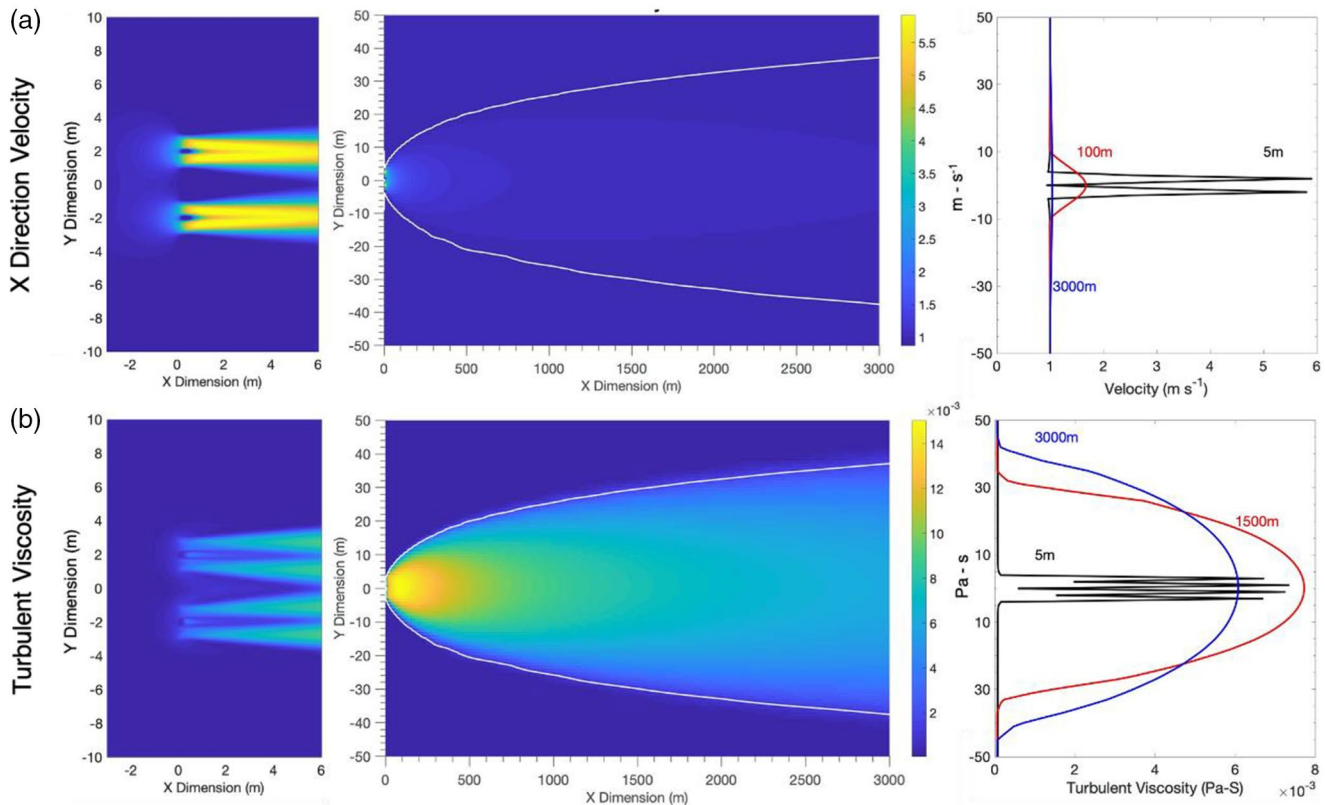 (a)
X Direction Velocity
Y Dimension (m)
10
8
6
4
2
0
-2
-4
-6
-8
-10
-2 0 2 4 6
X Dimension (m)
Y Dimension (m)
50
40
30
20
10
0
-10
-20
-30
-40
-50
0 500 1000 1500 2000 2500 3000
X Dimension (m)
5.5
5
4.5
4
3.5
3
2.5
2
1.5
1
m - s-1
50
30
10
-10
-30
-50
100m
5m
3000m
0 1 2 3 4 5 6
Velocity (m s-1)
(b)
Turbulent Viscosity
Y Dimension (m)
10
8
6
4
2
0
-2
-4
-6
-8
-10
-2 0 2 4 6
X Dimension (m)
Y Dimension (m)
50
40
30
20
10
0
-10
-20
-30
-40
-50
0 500 1000 1500 2000 2500 3000
X Dimension (m)
×10-3
14
12
10
8
6
4
2
Pa - s
50
30
10
10
30
-50
3000m
1500m
5m
0 2 4 6 8
Turbulent Viscosity (Pa-S) ×10-3